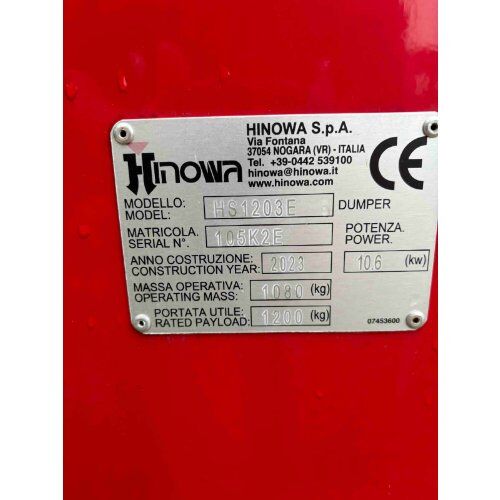 HINOWA S.p.A.
Via Fontana
37054 NOGARA (VR) - ITALIA
Tel. +39-0442 539100
hinowa@hinowa.it
www.hinowa.com
HINOWA
CE
MODELLO:
MODEL: HS1203E DUMPER
MATRICOLA.
SERIAL N°. 105K2E POTENZA.
POWER.
ANNO COSTRUZIONE:
CONSTRUCTION YEAR: 2023 10.6 (kw)
MASSA OPERATIVA:
OPERATING MASS: 1080 (kg)
PORTATA UTILE:
RATED PAYLOAD: 1200 (kg)
07453600